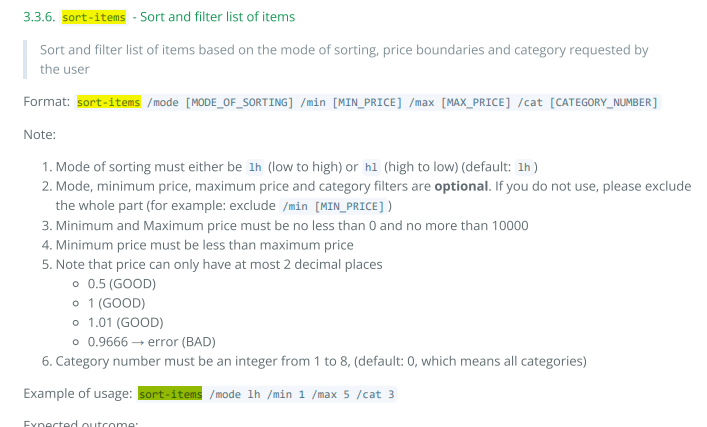 3.3.6. sort-items - Sort and filter list of items
Sort and filter list of items based on the mode of sorting, price boundaries and category requested by
the user
Format: sort-items /mode [MODE_OF_SORTING] /min [MIN_PRICE] /max [MAX_PRICE] /cat [CATEGORY_NUMBER]
Note:
1. Mode of sorting must either be lh (low to high) or hl (high to low) (default: lh)
2. Mode, minimum price, maximum price and category filters are optional. If you do not use, please exclude
the whole part (for example: exclude /min [MIN_PRICE])
3. Minimum and Maximum price must be no less than 0 and no more than 10000
4. Minimum price must be less than maximum price
5. Note that price can only have at most 2 decimal places
0.5 (GOOD)
1 (GOOD)
1.01 (GOOD)
0.9666 → error (BAD)
6. Category number must be an integer from 1 to 8, (default: 0, which means all categories)
Example of usage: sort-items /mode lh /min 1 /max 5 /cat 3
Expected outcome: